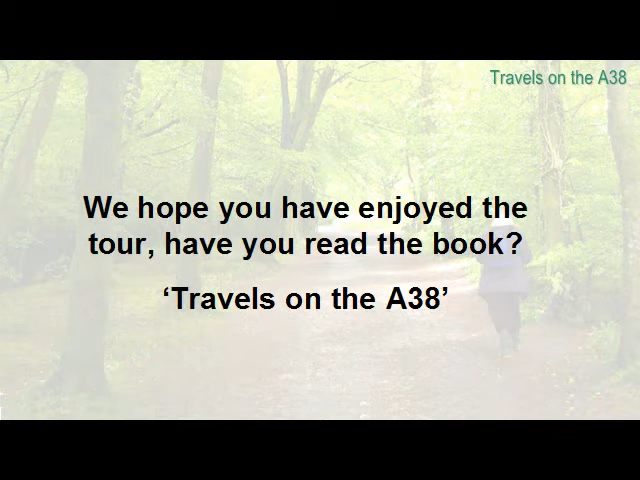 Travels on the A38
We hope you have enjoyed the
tour, have you read the book?
‘Travels on the A38’